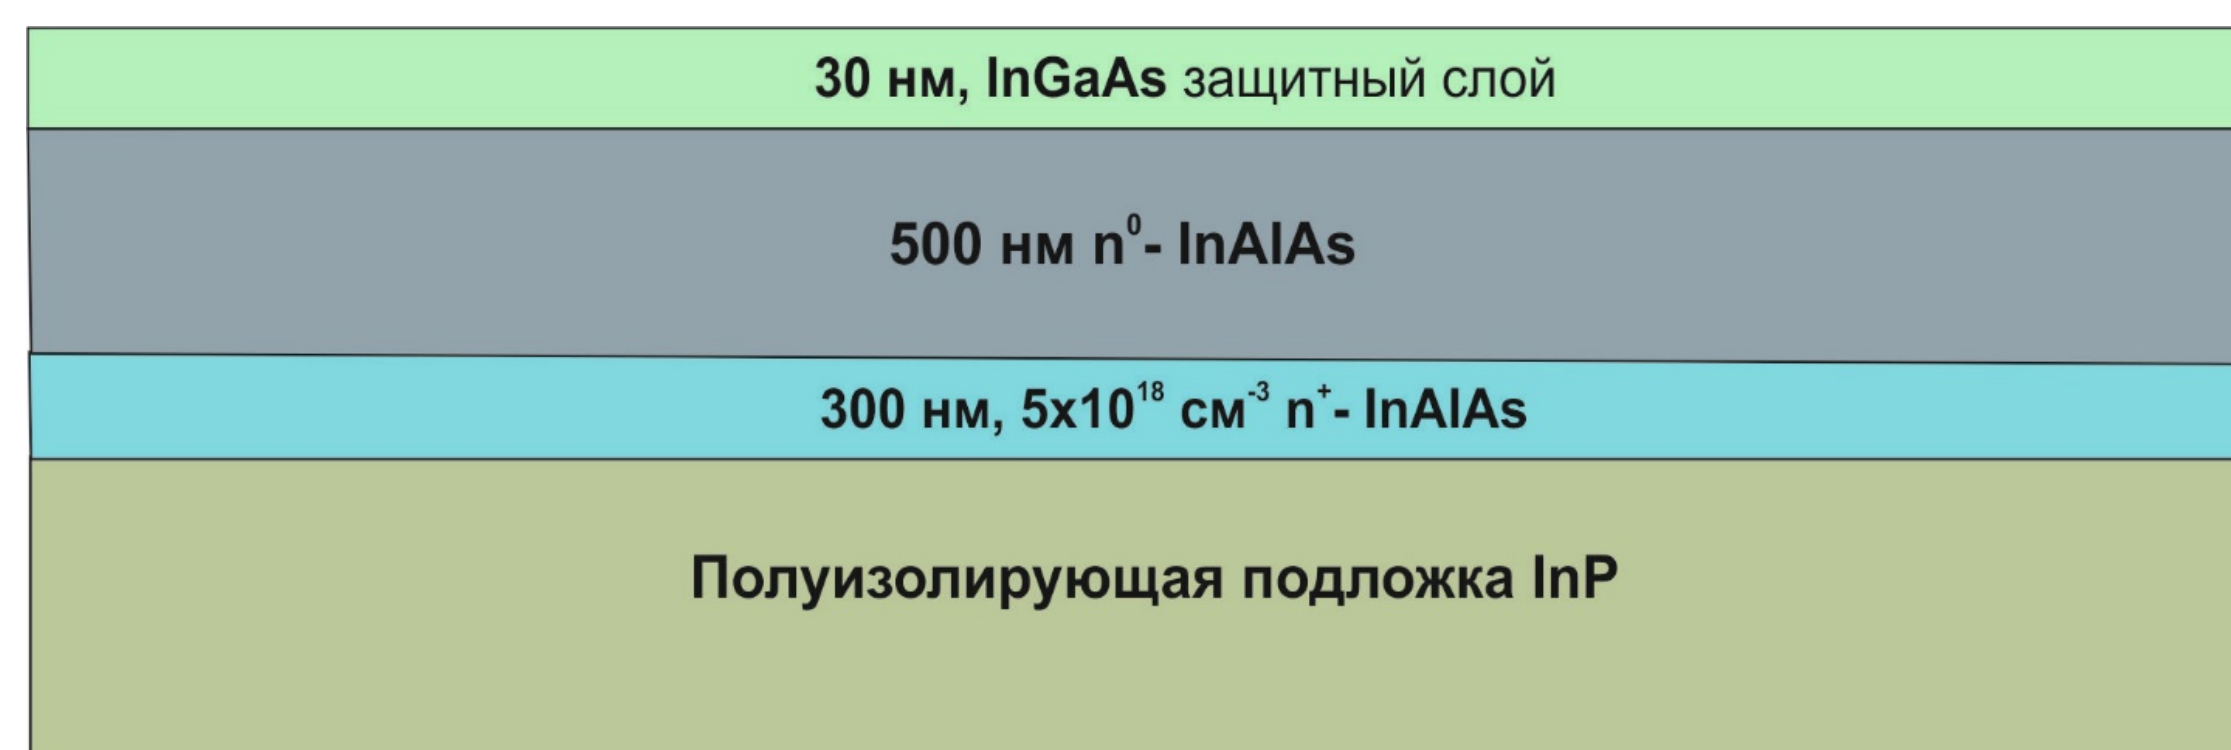 30 нм, InGaAs защитный слой
500 нм n⁰- InAlAs
300 нм, 5x10¹⁸ см⁻³ n⁺- InAlAs
Полуизолирующая подложка InP